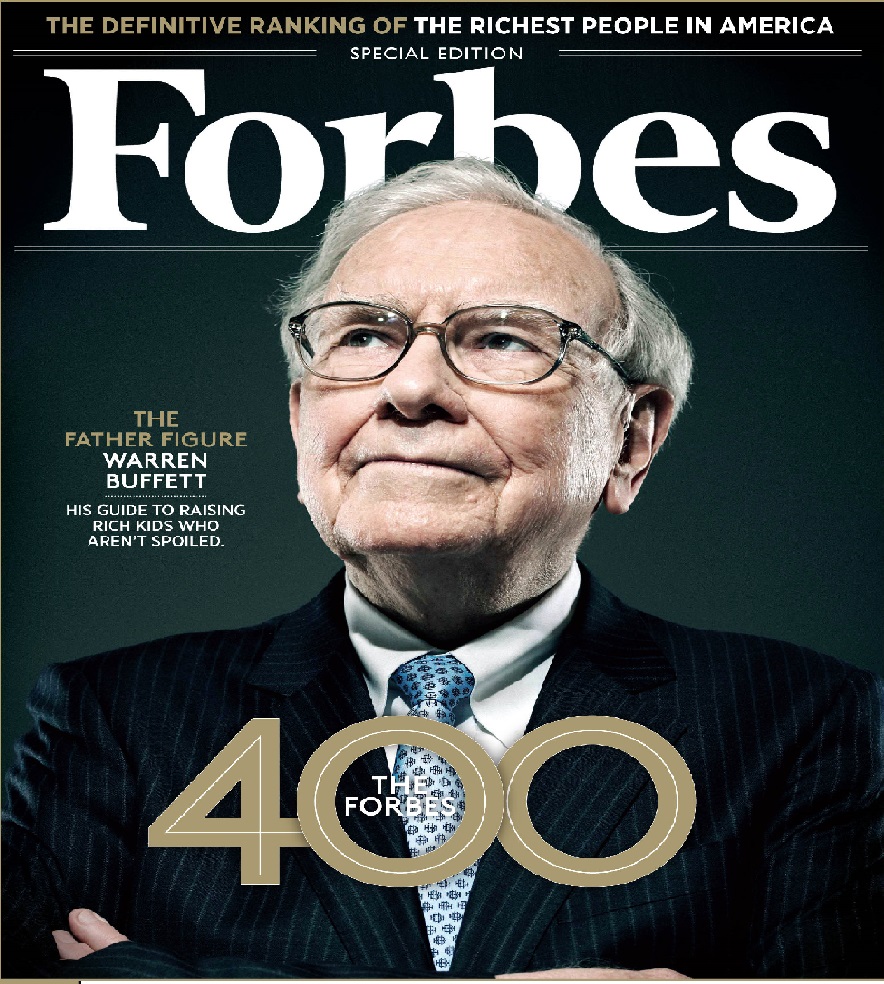 THE DEFINITIVE RANKING OF THE RICHEST PEOPLE IN AMERICA
SPECIAL EDITION
Forbes
THE
FATHER FIGURE
WARREN
BUFFETT
HIS GUIDE TO RAISING
RICH KIDS WHO
AREN'T SPOILED.
THE
FORBES
400